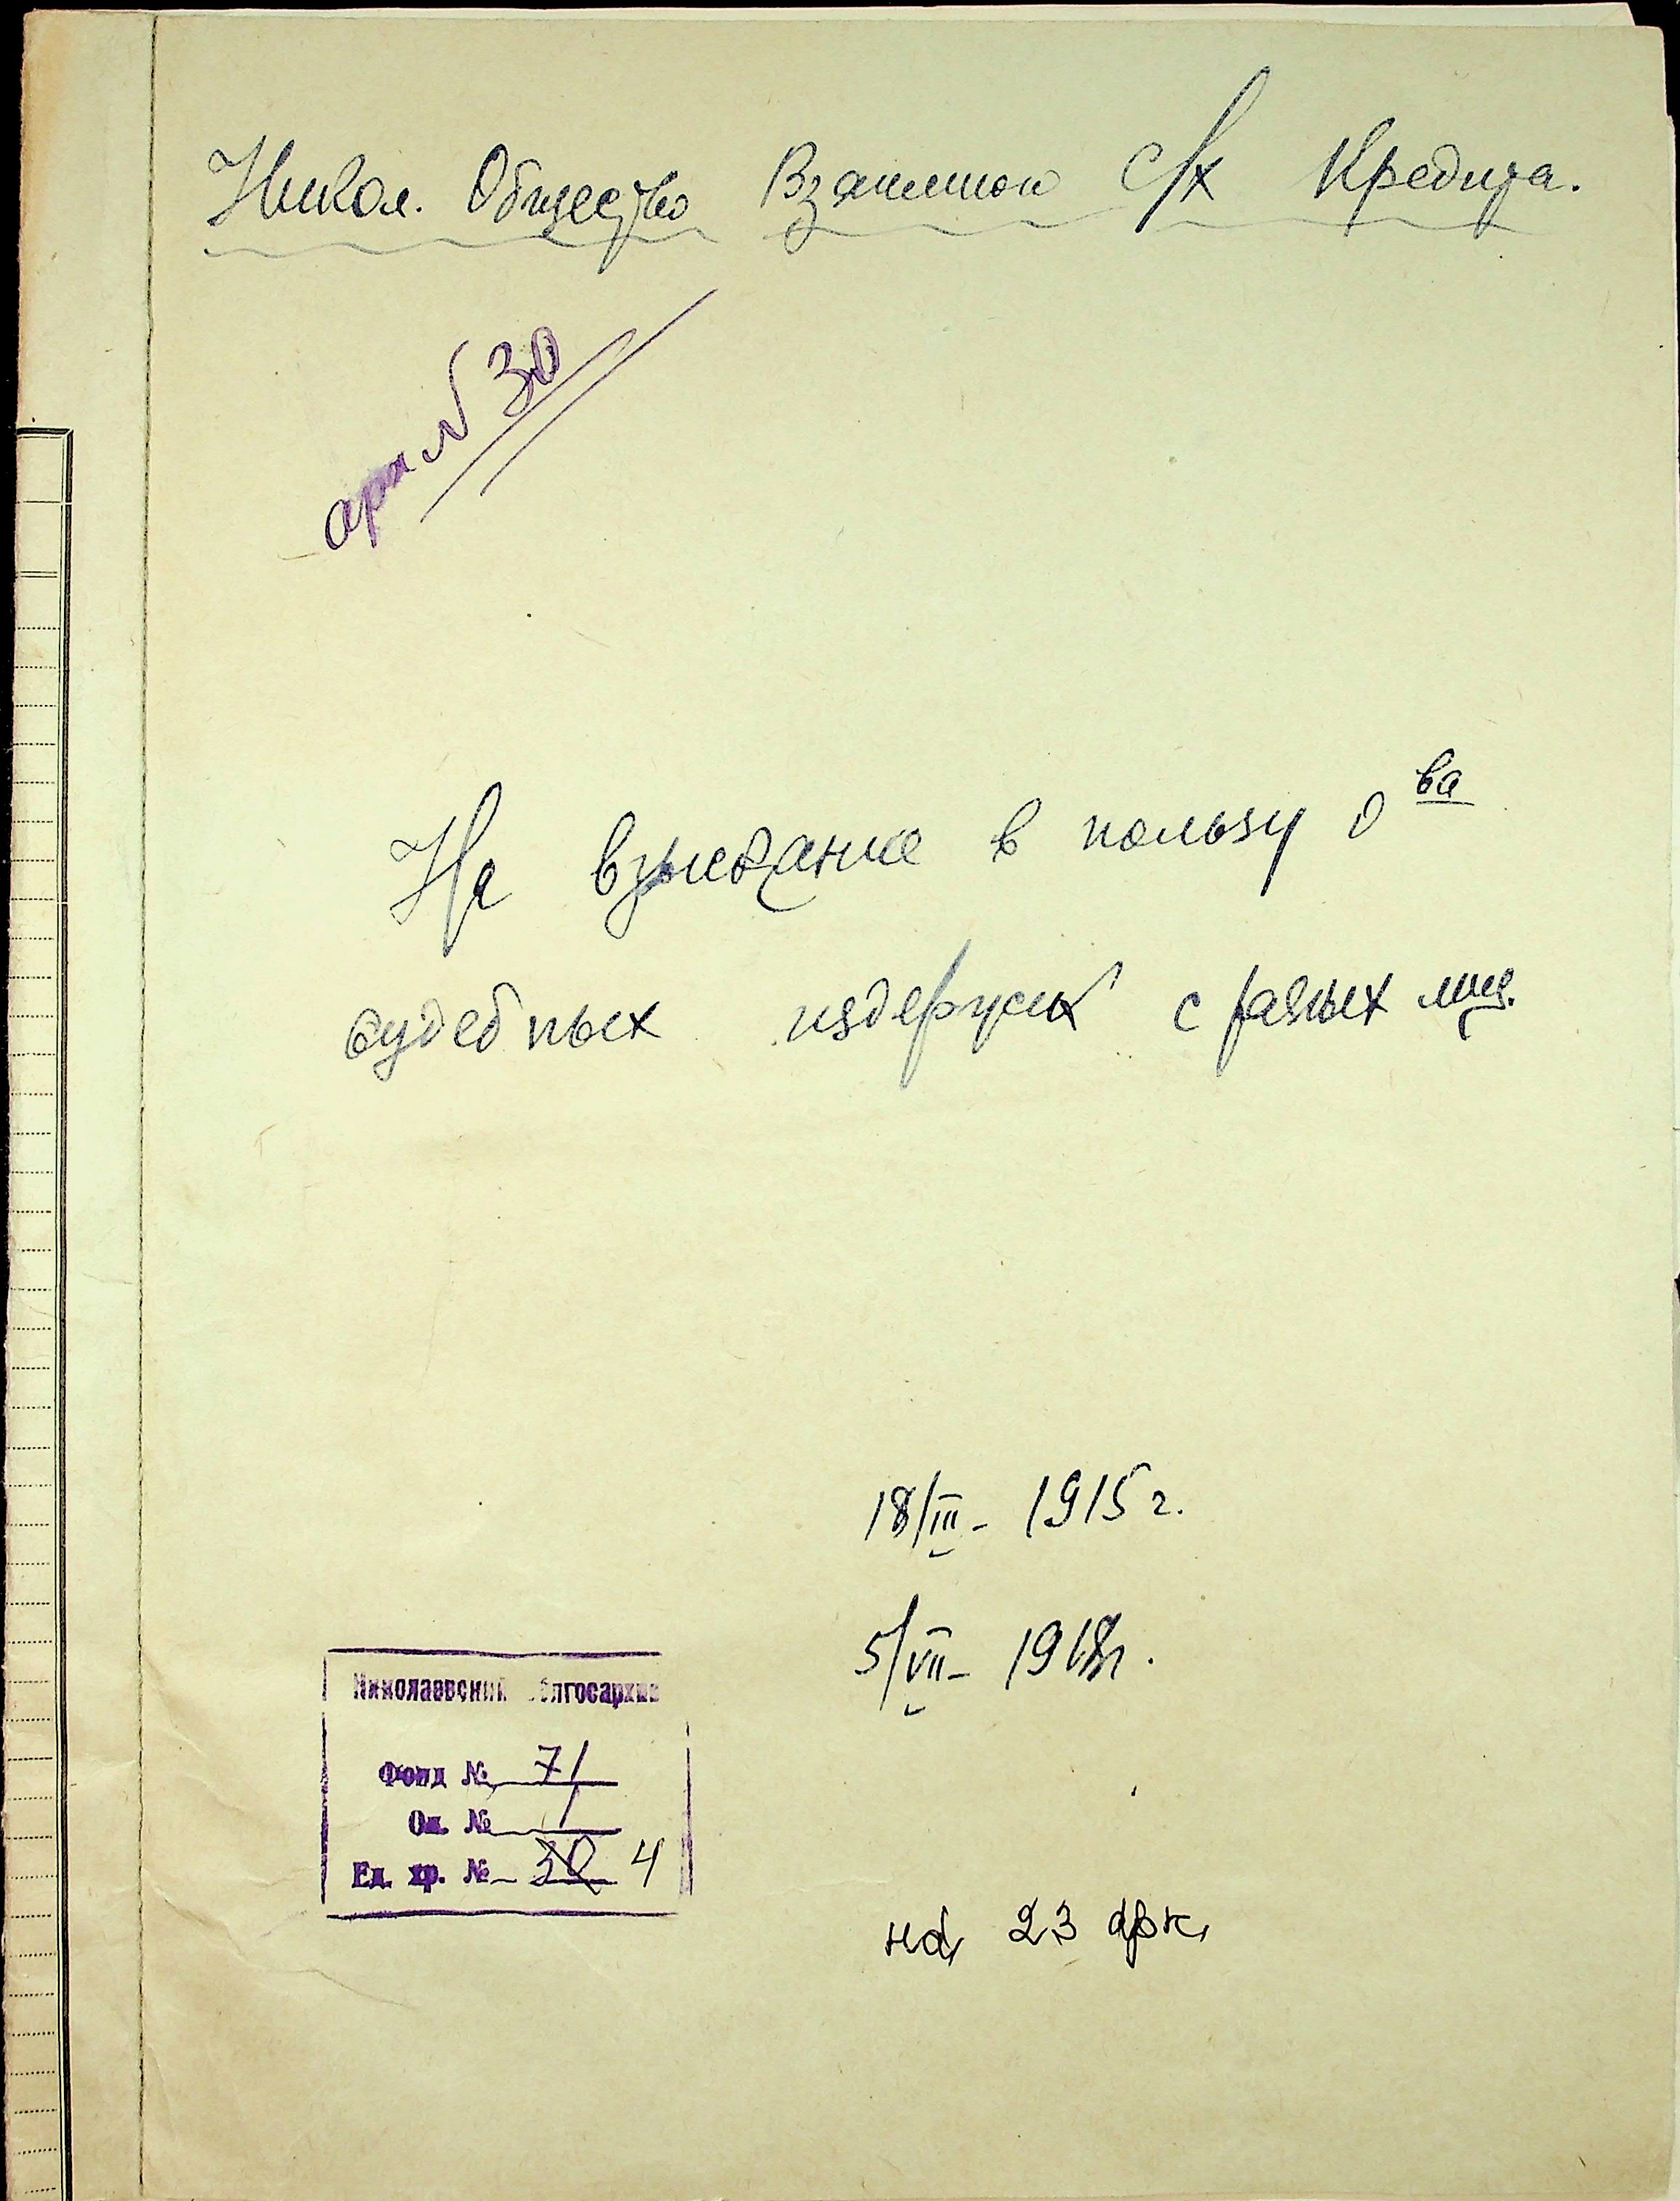 Никол. Общество Взаимного с/х Кредита.
арх № 30
На взыскание в пользу о-ва
судебных издержек с разных лиц.
18/III - 1915 г.
5/VII - 1918 г.
Николаевский облгосархив
Фонд № 71
Оп. № 1
Ед. хр. № 30 4
на 23 арк.